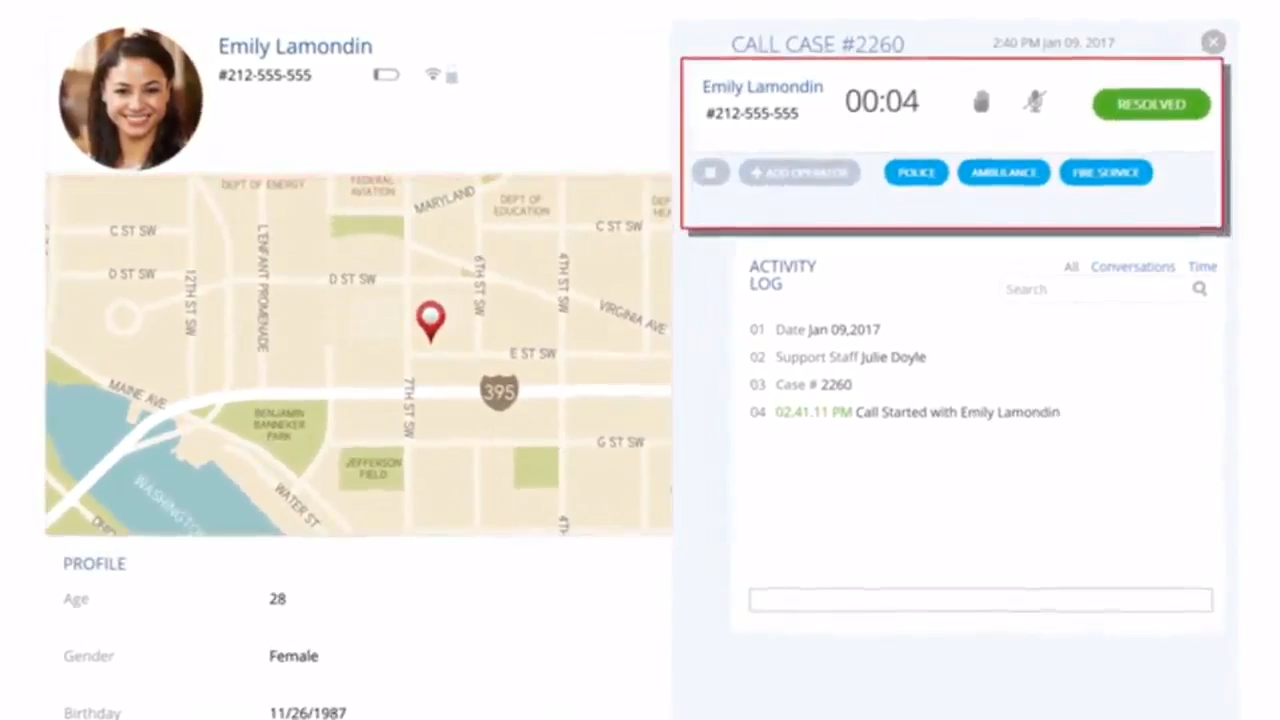 Emily Lamondin
#212-555-555
DEPT OF ENERGY
FEDERAL
AVIATION
MARYLAND
DEPT OF
EDUCATION
C ST SW
C ST SW
D ST SW
D ST SW
12TH ST SW
L'ENFANT PROMENADE
6TH ST SW
4TH ST SW
VIRGINIA AVE
E ST SW
395
7TH ST SW
MAINE AVE
BENJAMIN
BANNEKER
PARK
G ST SW
JEFFERSON
FIELD
WATER ST
WASHINGTO
OHIO
4T
PROFILE
Age 28
Gender Female
Birthday 11/26/1987
CALL CASE #2260
2:40 PM Jan 09, 2017
Emily Lamondin
#212-555-555
00:04
RESOLVED
+ ADD OPERATOR
POLICE
AMBULANCE
FIRE SERVICE
ACTIVITY
LOG
All Conversations Time
Search
01 Date Jan 09,2017
02 Support Staff Julie Doyle
03 Case # 2260
04 02.41.11 PM Call Started with Emily Lamondin